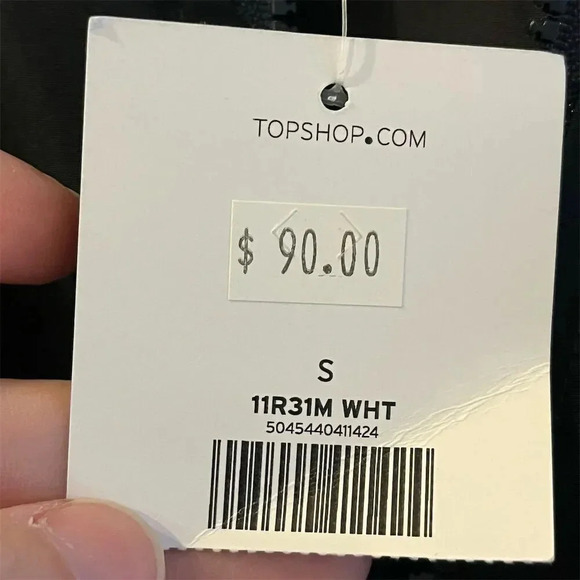 TOPSHOP.COM
$ 90.00
S
11R31M WHT
5045440411424